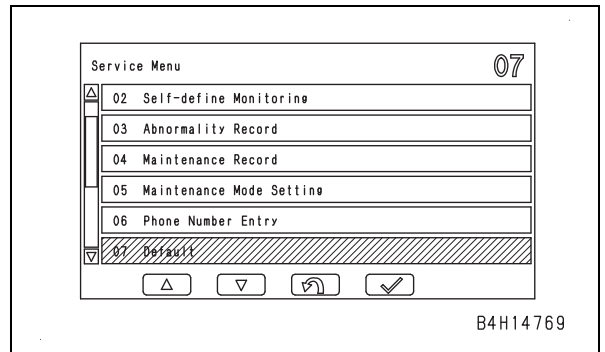 Service Menu 07
02 Self-define Monitoring
03 Abnormality Record
04 Maintenance Record
05 Maintenance Mode Setting
06 Phone Number Entry
07 Default
B4H14769